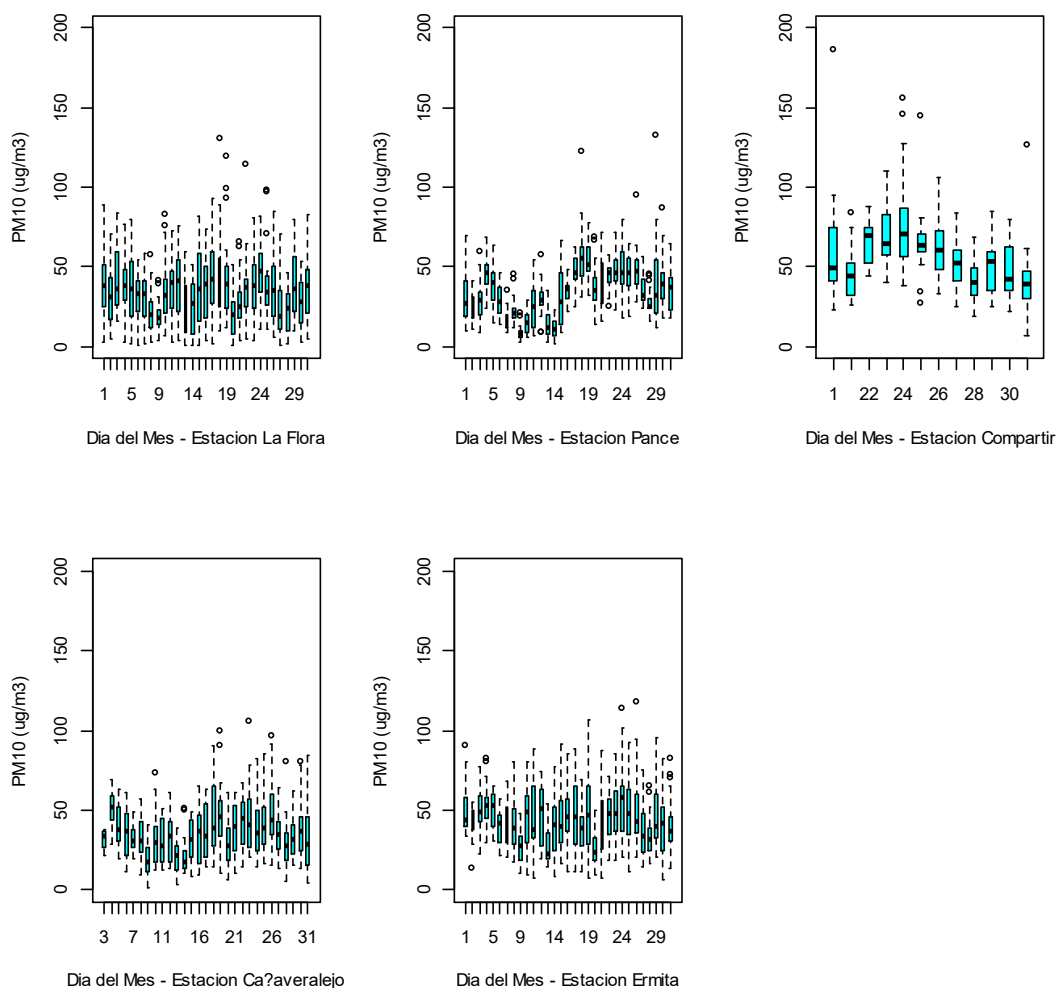 200
150
100
50
0
PM10 (ug/m3)
1 5 9 14 19 24 29
Dia del Mes - Estacion La Flora
200
150
100
50
0
PM10 (ug/m3)
1 5 9 14 19 24 29
Dia del Mes - Estacion Pance
200
150
100
50
0
PM10 (ug/m3)
1 22 24 26 28 30
Dia del Mes - Estacion Compartir
200
150
100
50
0
PM10 (ug/m3)
3 7 11 16 21 26 31
Dia del Mes - Estacion Ca?averalejo
200
150
100
50
0
PM10 (ug/m3)
1 5 9 14 19 24 29
Dia del Mes - Estacion Ermita